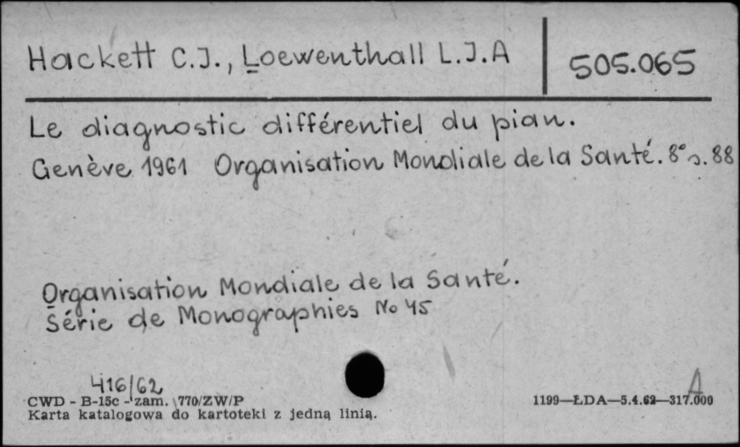 Hackett C.J., Loewenthall L.J.A
505.065
Le diagnostic différentiel du pian.
Genève 1961 Organisation Mondiale de la Santé. 8° s. 88
Organisation Mondiale de la Santé.
Série de Monographies No 45
416/62
CWD - B-15c - zam. 770/ZW/P
Karta katalogowa do kartoteki z jedną linią.
1199—ŁDA—5.4.62—317.000
A